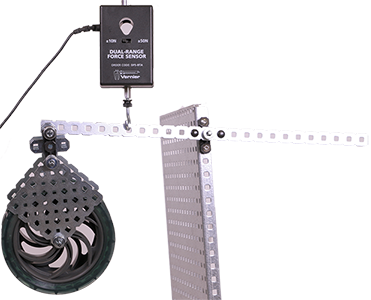 ±10N ±50N
DUAL-RANGE
FORCE SENSOR
Vernier